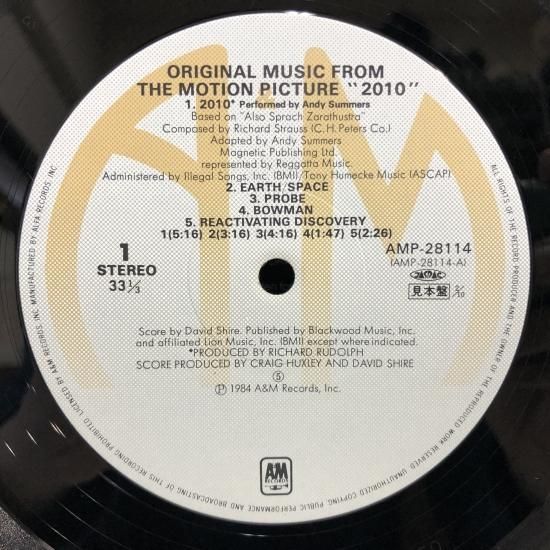 ORIGINAL MUSIC FROM
THE MOTION PICTURE "2010"
1. 2010* Performed by Andy Summers
Based on "Also Sprach Zarathustra"
Composed by Richard Strauss (C.H. Peters Co.)
Adapted by Andy Summers
Magnetic Publishing Ltd.
represented by Reggatta Music.
Administered by Illegal Songs, Inc. (BMI)/Tony Humecke Music (ASCAP)
2. EARTH/SPACE
3. PROBE
4. BOWMAN
5. REACTIVATING DISCOVERY
1(5:16) 2(3:16) 3(4:16) 4(1:47) 5(2:26)
1
STEREO
33 1/3
AMP-28114
(AMP-28114-A)
JASRAC
見本盤
Score by David Shire. Published by Blackwood Music, Inc.
and affiliated Lion Music, Inc. (BMI) except where indicated.
*PRODUCED BY RICHARD RUDOLPH
SCORE PRODUCED BY CRAIG HUXLEY AND DAVID SHIRE
Ⓢ
℗ 1984 A&M Records, Inc.
A&M
RECORDS
ALL RIGHTS OF THE RECORD PRODUCER AND THE OWNER OF THE WORK REPRODUCED RESERVED. UNAUTHORIZED COPYING, PUBLIC PERFORMANCE AND BROADCASTING OF THIS RECORD PROHIBITED. LICENSED BY A&M RECORDS, INC. MANUFACTURED BY ALFA RECORDS, INC.